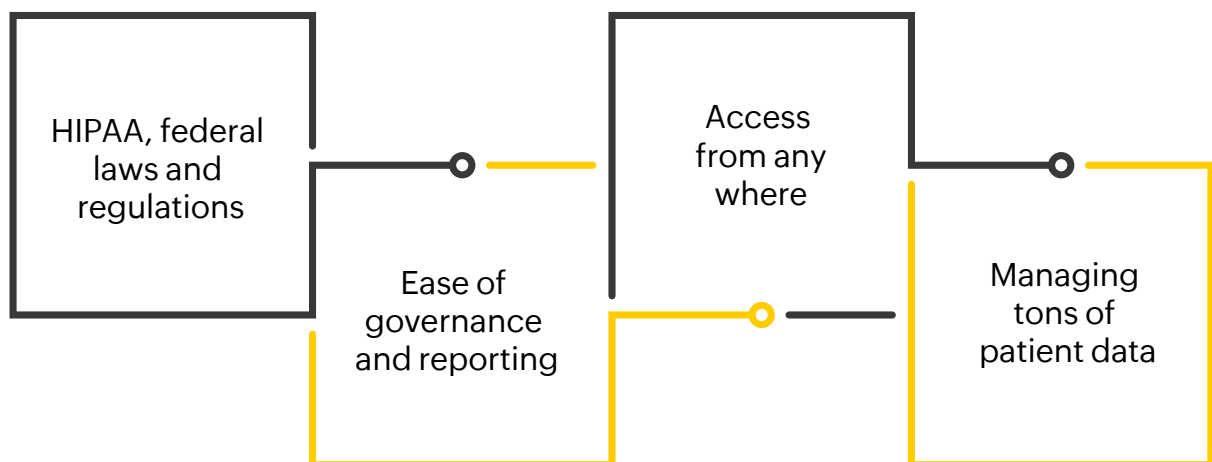 HIPAA, federal
laws and
regulations
Ease of
governance
and reporting
Access
from any
where
Managing
tons of
patient data